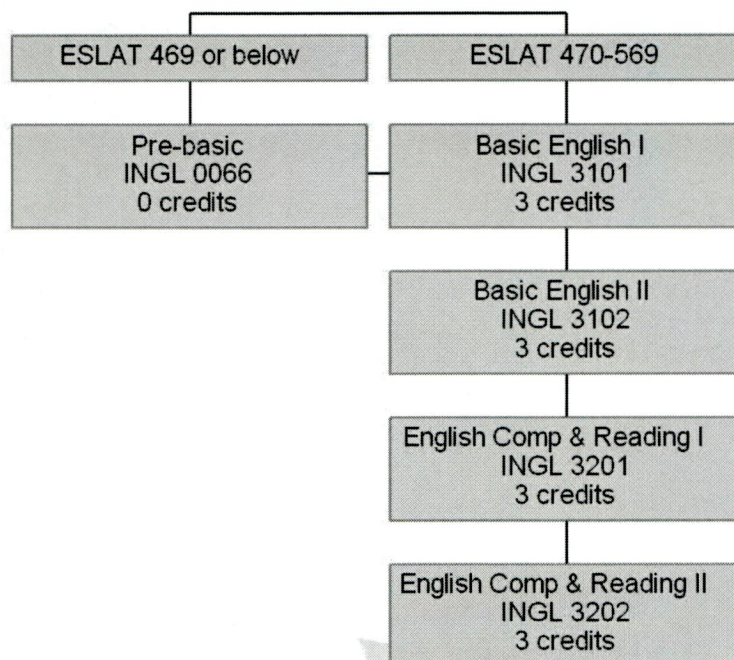 ESLAT 469 or below
ESLAT 470-569
Pre-basic
INGL 0066
0 credits
Basic English I
INGL 3101
3 credits
Basic English II
INGL 3102
3 credits
English Comp & Reading I
INGL 3201
3 credits
English Comp & Reading II
INGL 3202
3 credits